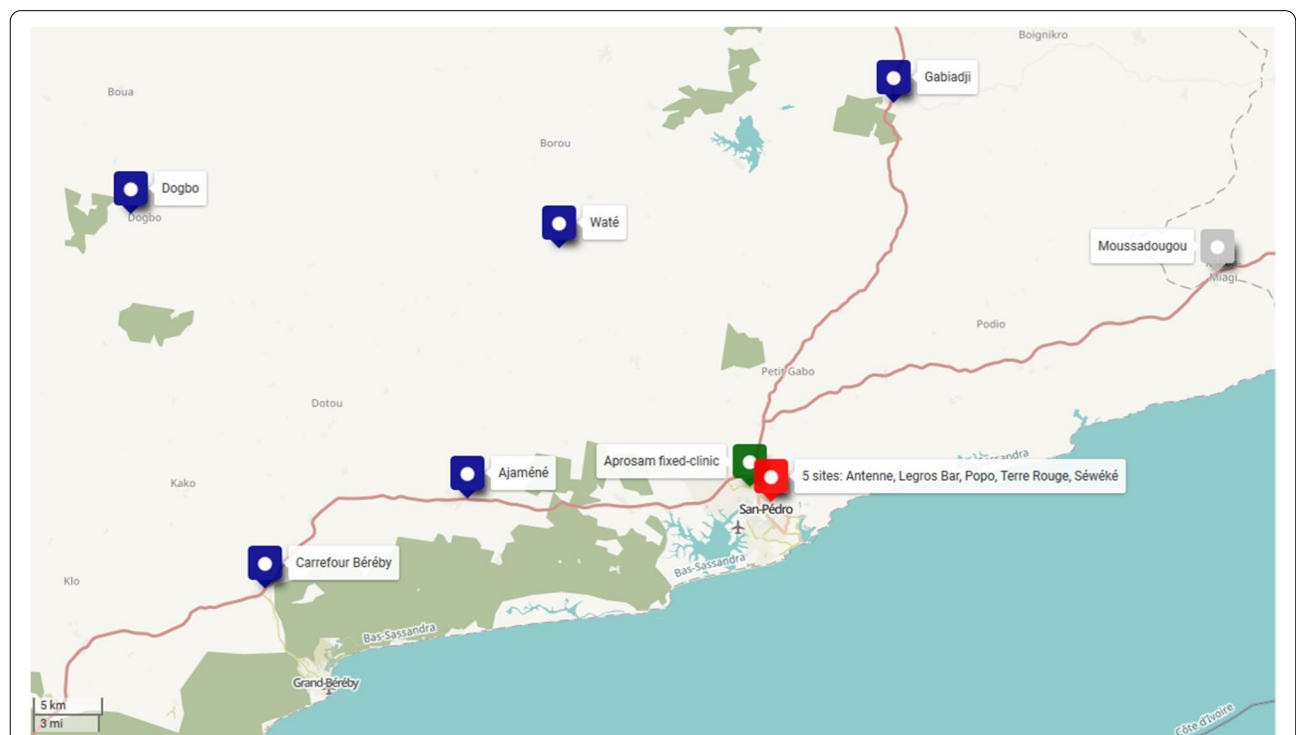 Boignikro
Gabiadji
Boua
Borou
Dogbo
Dogbo
Waté
Moussadougou
Miagi
Podio
Petit Gabo
Dotou
Aprosam fixed-clinic
Ajaméné
5 sites: Antenne, Legros Bar, Popo, Terre Rouge, Séwéké
Kako
San-Pédro
Carrefour Béréby
Bas-Sassandra
Klo
Bas-Sassandra
Grand-Béréby
5 km
3 mi
Côte d'Ivoire